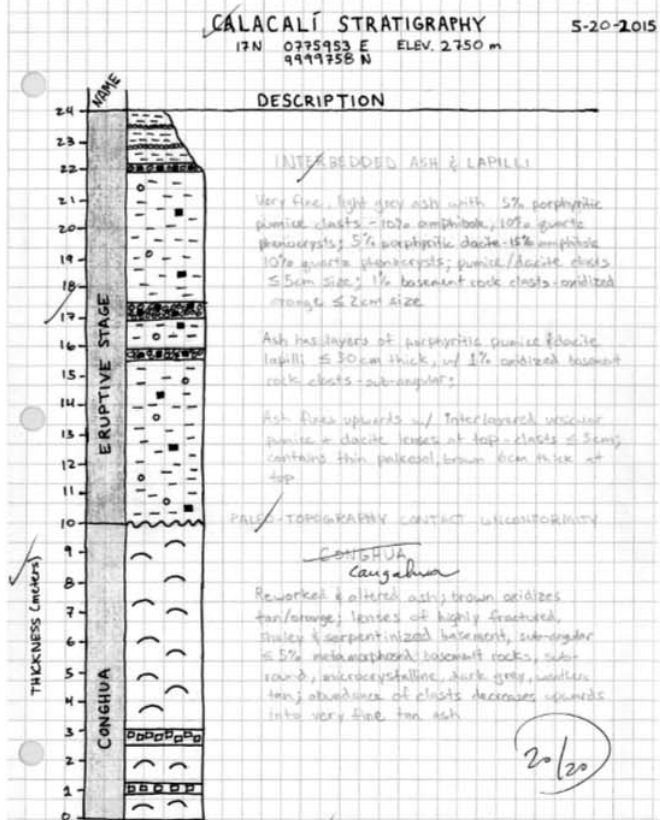 CALACALÍ STRATIGRAPHY
5-20-2015
17N 0775953 E ELEV. 2750 m
9999758 N
NAME
DESCRIPTION
24
23
22
21
20
19
18
17
16
15
14
13
12
11
10
9
8
7
6
5
4
3
2
1
0
THICKNESS (meters)
ERUPTIVE STAGE
CONGHUA
INTERBEDDED ASH & LAPILLI
Very fine, light grey ash with 5% porphyritic
pumice clasts - 10% amphibole, 10% quartz
phenocrysts; 5% porphyritic dacite - 15% amphibole
10% quartz phenocrysts; pumice/dacite clasts
≤ 5cm size; 1% basement rock clasts - oxidized
orange ≤ 2cm size
Ash has layers of porphyritic pumice & dacite
lapilli ≤ 30cm thick, w/ 1% oxidized basement
rock clasts - sub-angular;
Ash fines upwards w/ interlayered vesicular
pumice + dacite lenses at top - clasts ≤ 3cm;
contains thin paleosol, brown 6cm thick at
top
PALEO-TOPOGRAPHY CONTACT UNCONFORMITY
CONGHUA
Cangahua
Reworked & altered ash; brown oxidizes
tan/orange; lenses of highly fractured,
shaley & serpentinized basement, sub-angular
≤ 5% metamorphosed basement rocks, sub-
round, microcrystalline, dark grey, weathers
tan; abundance of clasts decreases upwards
into very fine tan ash
20/20